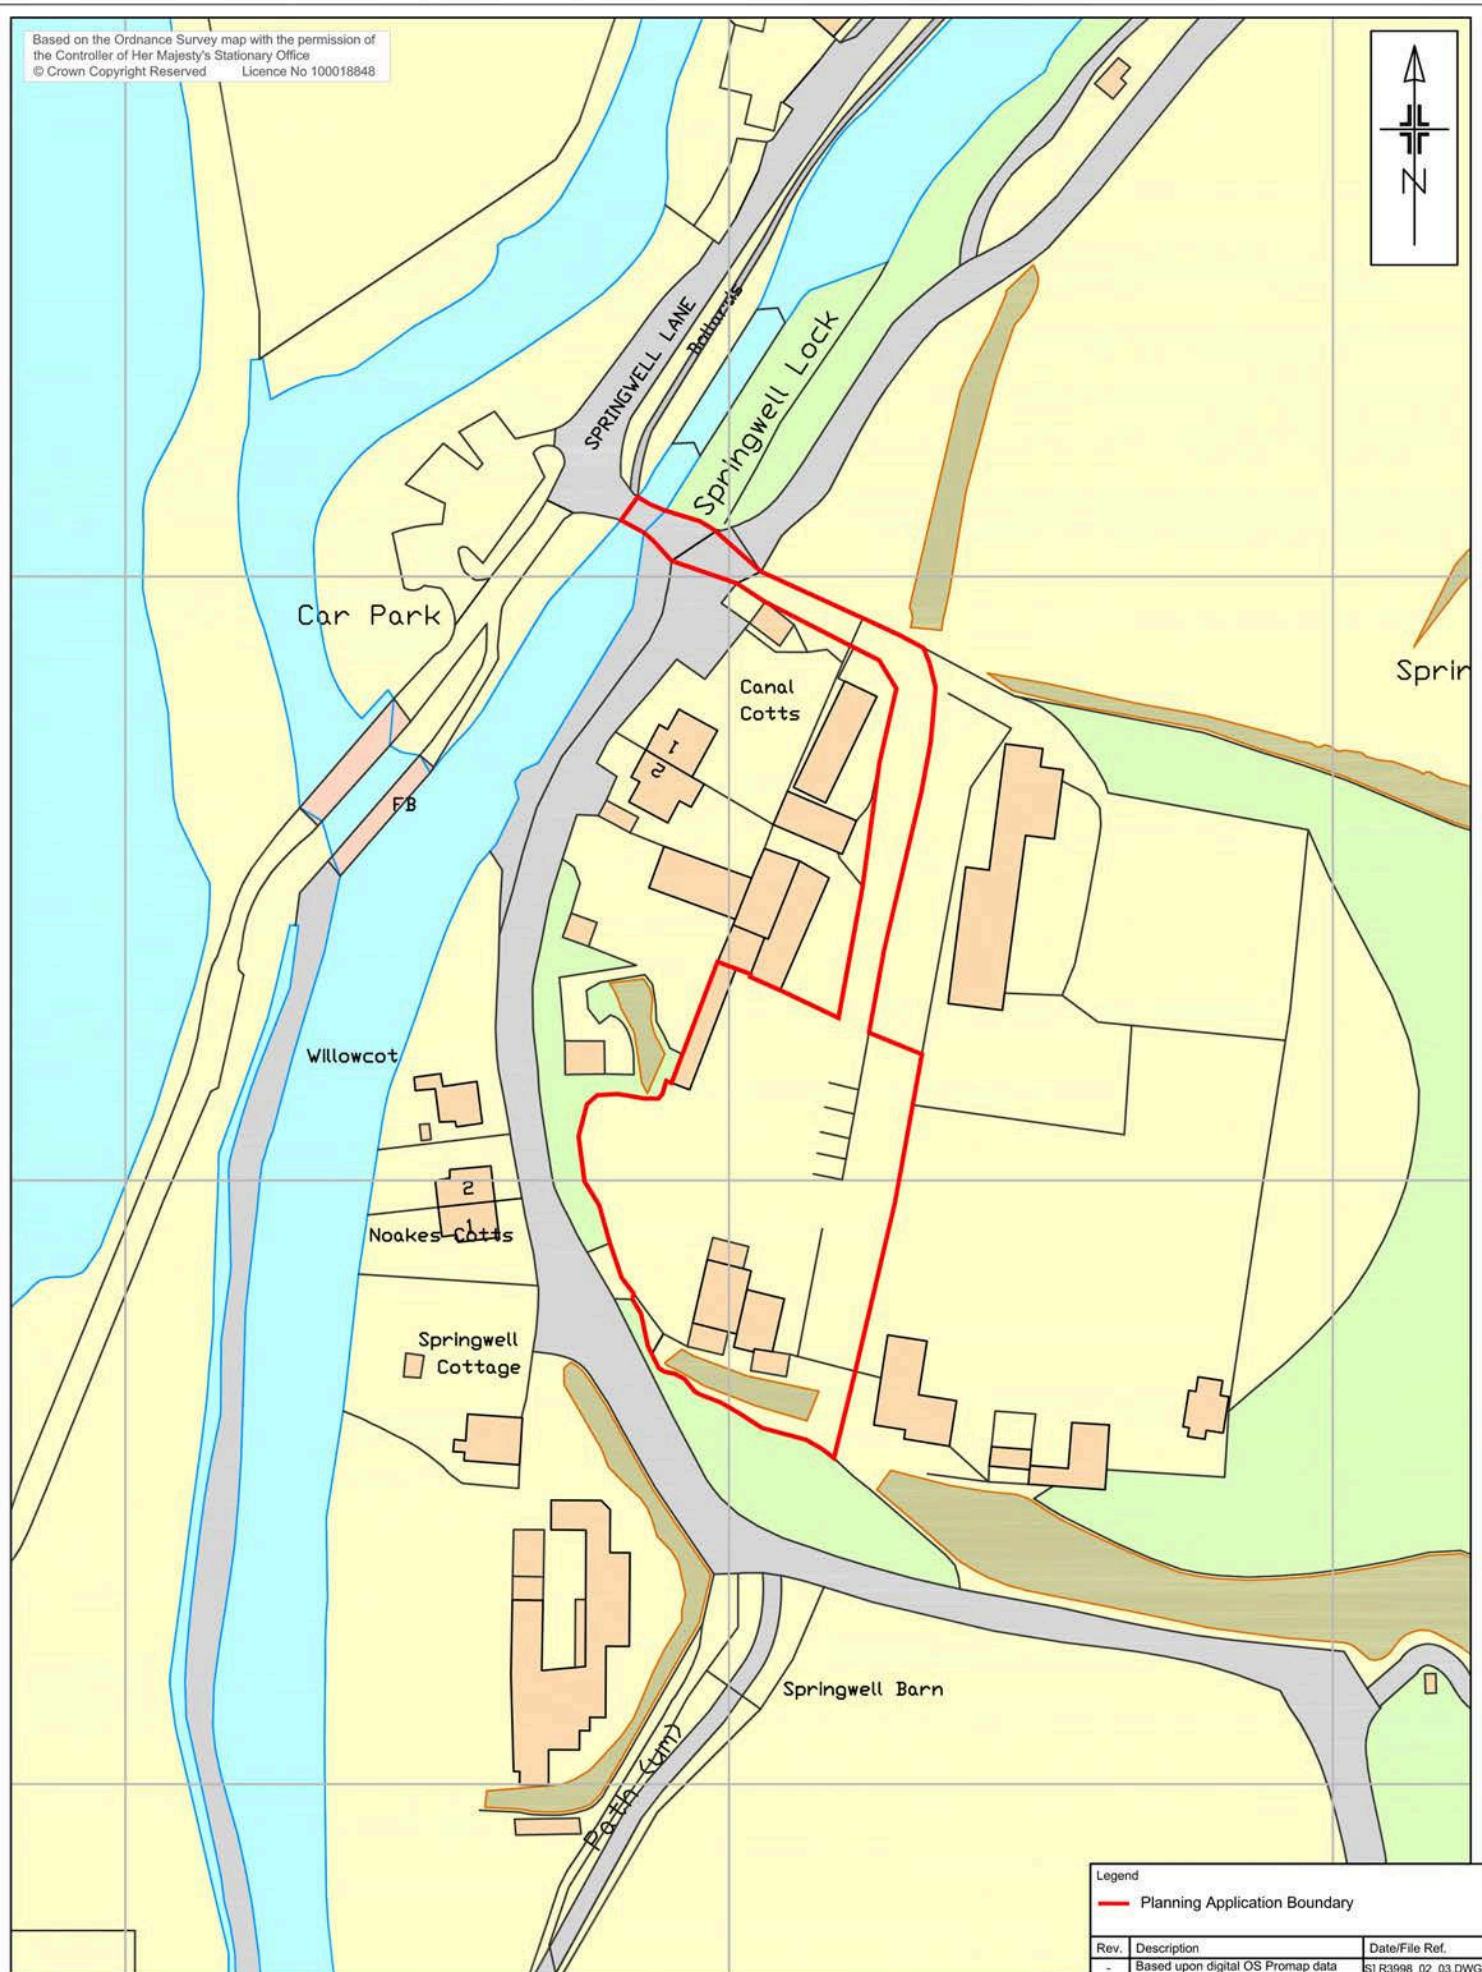 Based on the Ordnance Survey map with the permission of
the Controller of Her Majesty's Stationary Office
© Crown Copyright Reserved Licence No 100018848
N
SPRINGWELL LANE
Bollards
Springwell Lock
Car Park
Sprin
Canal
Cotts
1
2
FB
Willowcot
2
1
Noakes Cotts
Springwell
Cottage
Springwell Barn
Path (um)
Legend
Planning Application Boundary
Rev. Description Date/File Ref.
- Based upon digital OS Promap data SLR3998_02_03.DWG